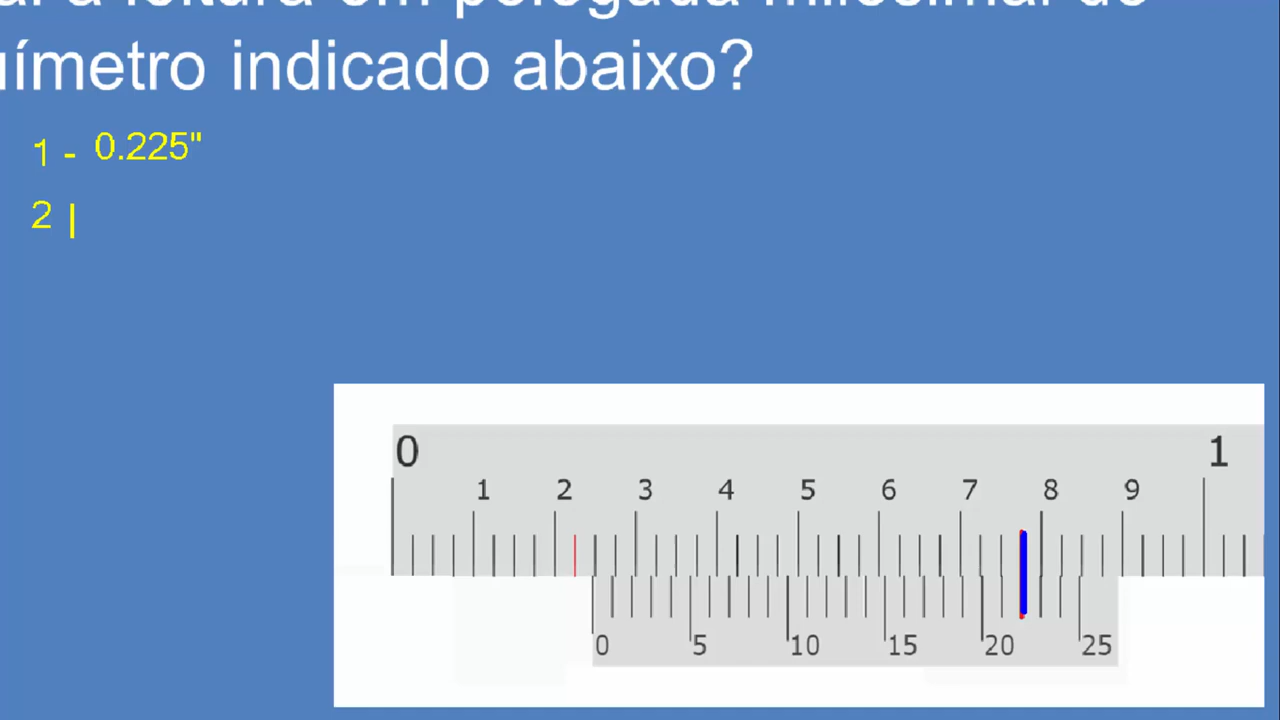 uímetro indicado abaixo?
1 - 0.225"
2 |
0 1
1 2 3 4 5 6 7 8 9
0 5 10 15 20 25